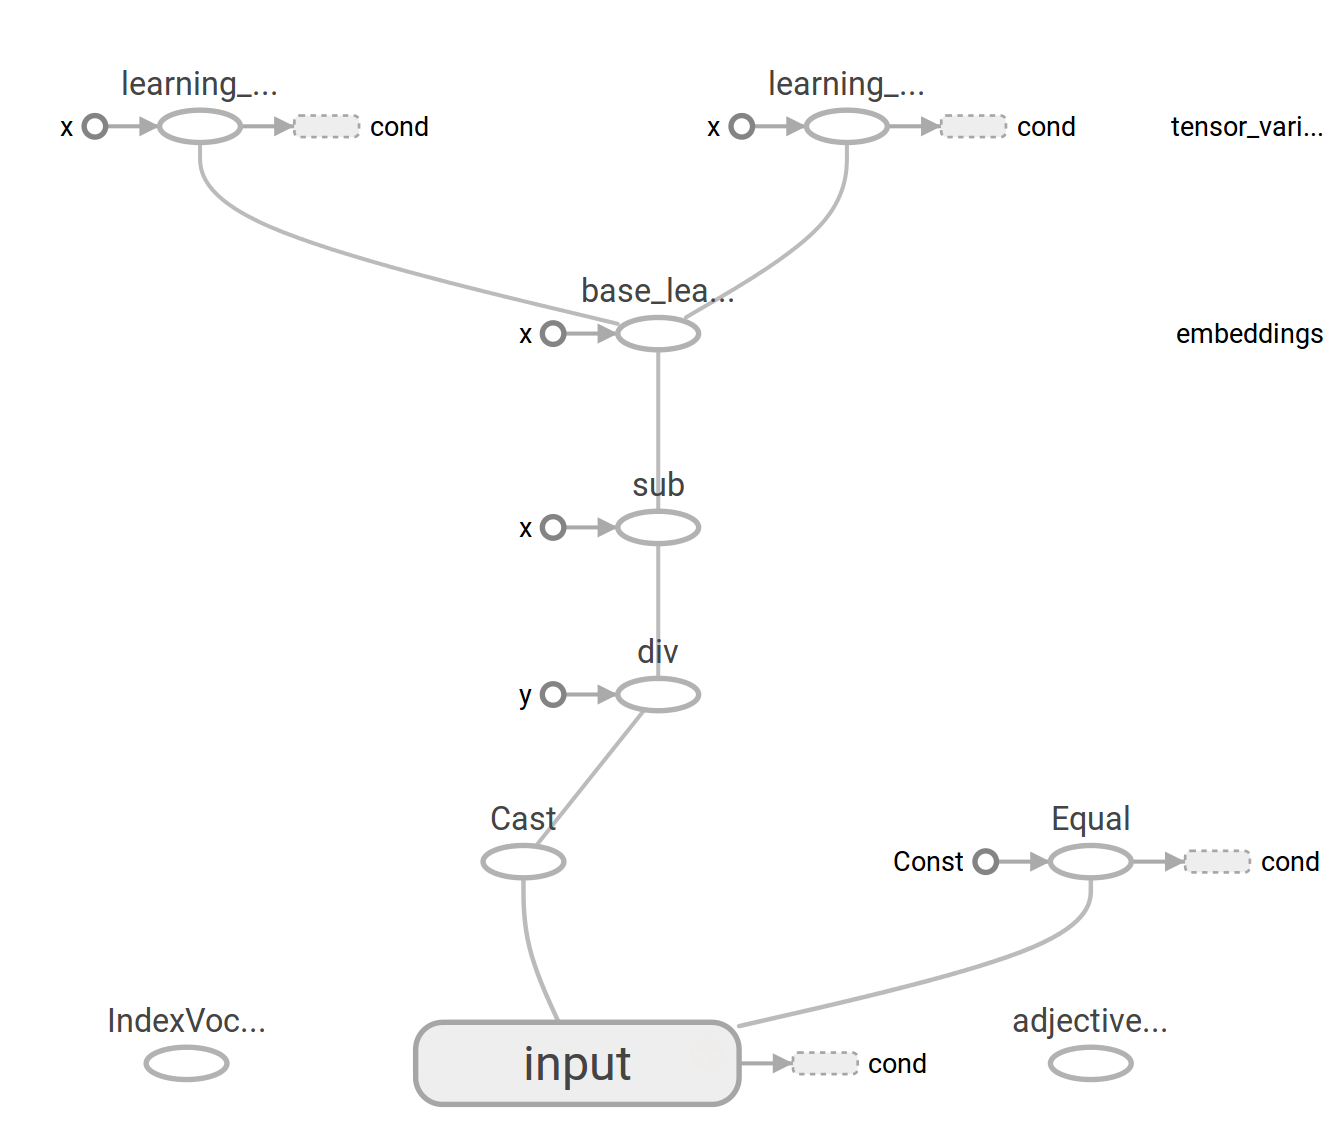 learning_...
learning_...
x
cond
x
cond
tensor_vari...
base_lea...
x
embeddings
sub
x
div
y
Cast
Equal
Const
cond
IndexVoc...
adjective...
input
cond